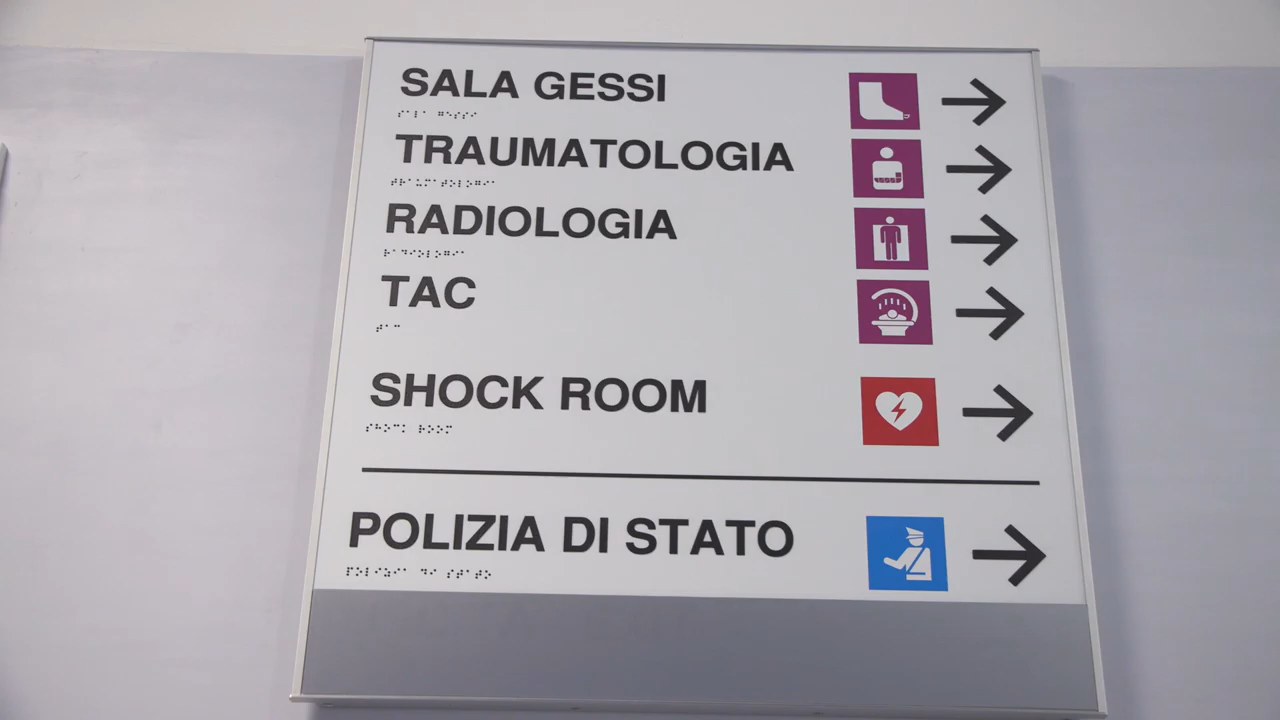 SALA GESSI
⠎⠁⠇⠁ ⠛⠑⠎⠎⠊
TRAUMATOLOGIA
⠞⠗⠁⠥⠍⠁⠞⠕⠇⠕⠛⠊⠁
RADIOLOGIA
⠗⠁⠙⠊⠕⠇⠕⠛⠊⠁
TAC
⠞⠁⠉
SHOCK ROOM
⠎⠓⠕⠉⠅ ⠗⠕⠕⠍
POLIZIA DI STATO
⠏⠕⠇⠊⠵⠊⠁ ⠙⠊ ⠎⠞⠁⠞⠕